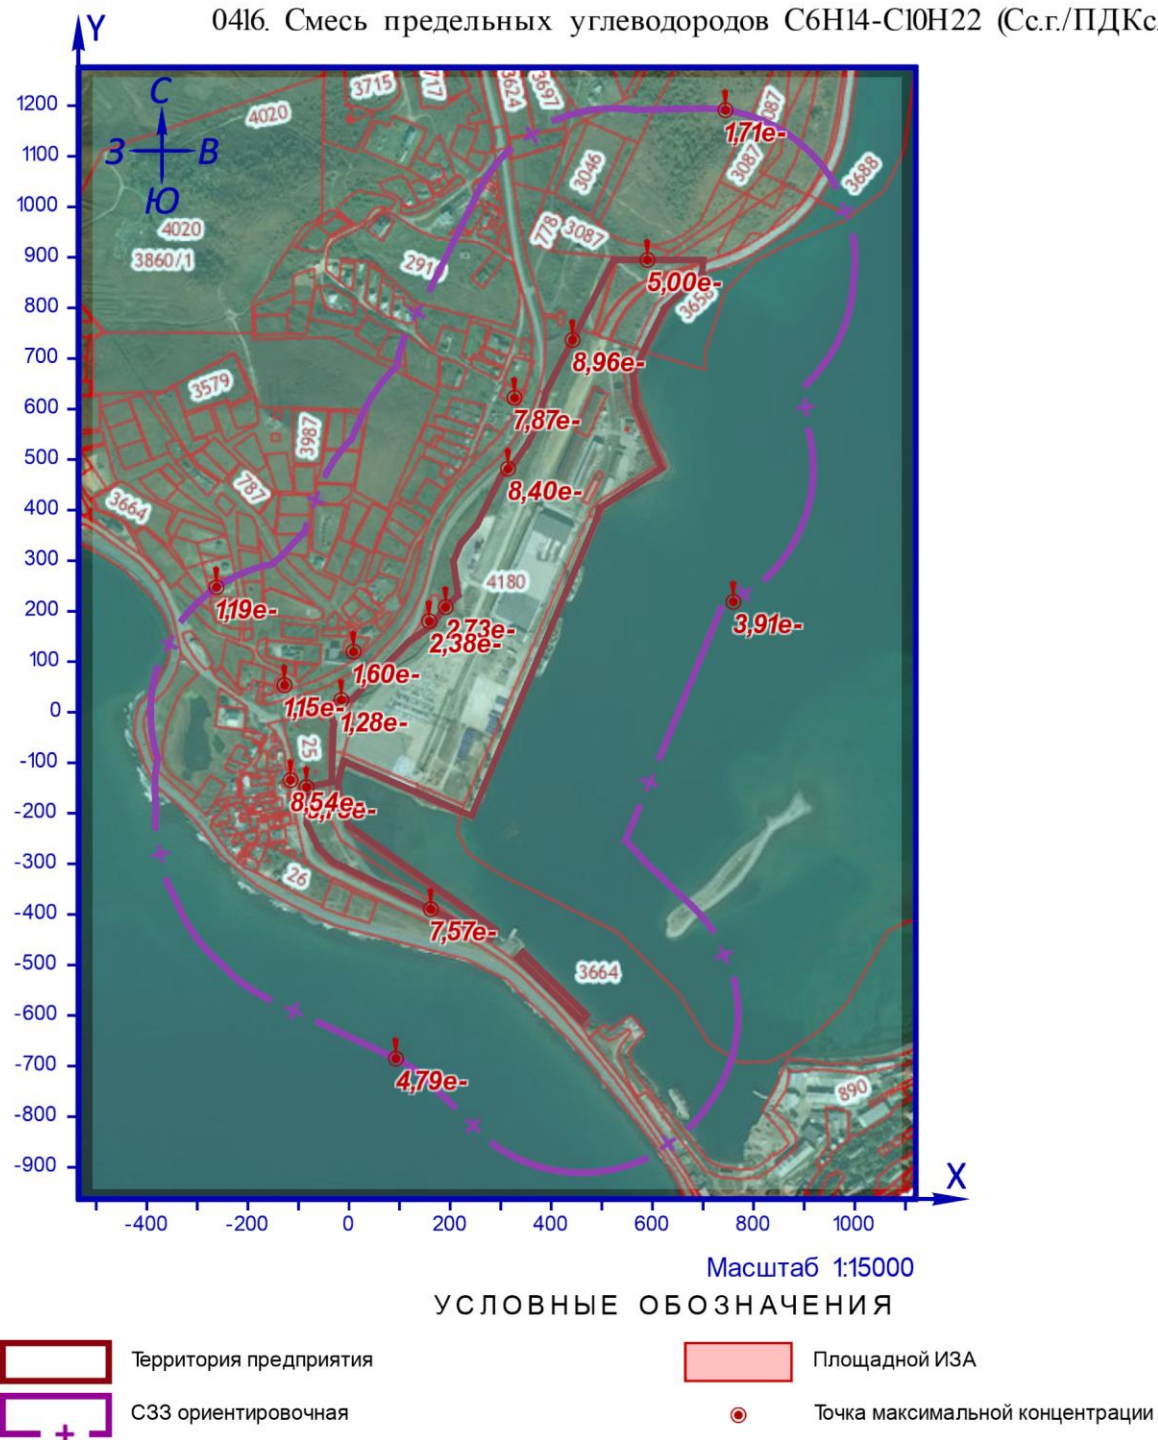 0416. Смесь предельных углеводородов C6H14-C10H22 (Сс.г./ПДКс.
Y
1200
1100
1000
900
800
700
600
500
400
300
200
100
0
-100
-200
-300
-400
-500
-600
-700
-800
-900
С
З В
Ю
4020
3715
717
3624
3697
3087
1,71e-
3046
3087
3688
4020
3860/1
778
3087
291
5,00e-
3658
8,96e-
3579
7,87e-
3987
787
8,40e-
3664
4180
1,19e-
2,73e-
2,38e-
3,91e-
1,60e-
1,15e-
1,28e-
25
8,54e-
26
7,57e-
3664
4,79e-
890
X
-400 -200 0 200 400 600 800 1000
Масштаб 1:15000
УСЛОВНЫЕ ОБОЗНАЧЕНИЯ
Территория предприятия
Площадной ИЗА
СЗЗ ориентировочная
Точка максимальной концентрации